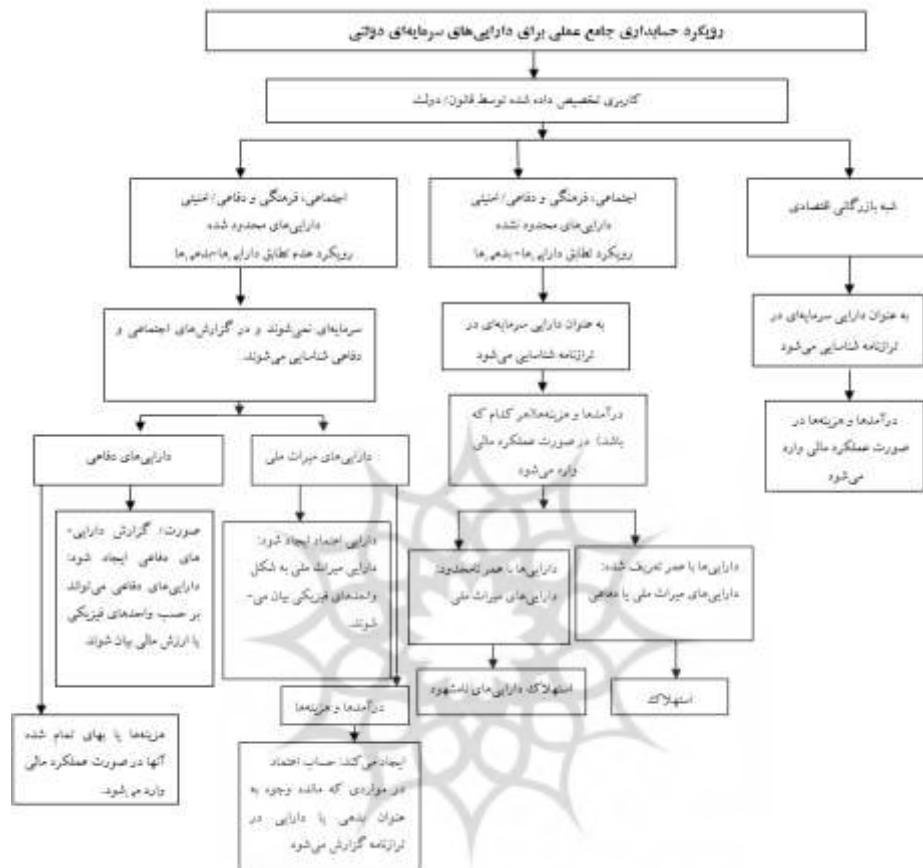 رویکرد حسابداری جامع عملی برای دارایی‌های سرمایه‌ای دولتی
کاربری تخصیص داده شده توسط قانون/ دولت
اجتماعی، فرهنگی و دفاعی/ امنیتی
دارایی‌های محدود شده
رویکرد عدم تطابق دارایی‌ها-بدهی‌ها
اجتماعی، فرهنگی و دفاعی/ امنیتی
دارایی‌های محدود نشده
رویکرد تطابق دارایی‌ها-بدهی‌ها
شبه بازرگانی اقتصادی
سرمایه‌ای نمی‌شوند و در گزارش‌های اجتماعی و
دفاعی شناسایی می‌شوند.
به عنوان دارایی سرمایه‌ای در
ترازنامه شناسایی می‌شود
به عنوان دارایی سرمایه‌ای در
ترازنامه شناسایی می‌شود
درآمدها و هزینه‌ها(هر کدام که
باشد) در صورت عملکرد مالی
وارد می‌شود
درآمدها و هزینه‌ها در
صورت عملکرد مالی وارد
می‌شود
دارایی‌های دفاعی
دارایی‌های میراث ملی
صورت/ گزارش دارایی-
های دفاعی ایجاد شود:
دارایی‌های دفاعی می‌تواند
بر حسب واحدهای فیزیکی
یا ارزش مالی بیان شوند.
دارایی اعتماد ایجاد شود:
دارایی میراث ملی به شکل
واحدهای فیزیکی بیان می-
شوند.
دارایی‌ها با عمر نامحدود:
دارایی‌های میراث ملی.
دارایی‌ها با عمر تعریف شده:
دارایی‌های میراث ملی یا دفاعی
استهلاک دارایی‌های نامشهود
استهلاک
درآمدها و هزینه‌ها
هزینه‌ها یا بهای تمام شده
آنها در صورت عملکرد مالی
وارد می‌شود.
ایجاد می‌کند: حساب اعتماد
در مواردی که مانده وجوه به
عنوان بدهی یا دارایی در
ترازنامه گزارش می‌شود